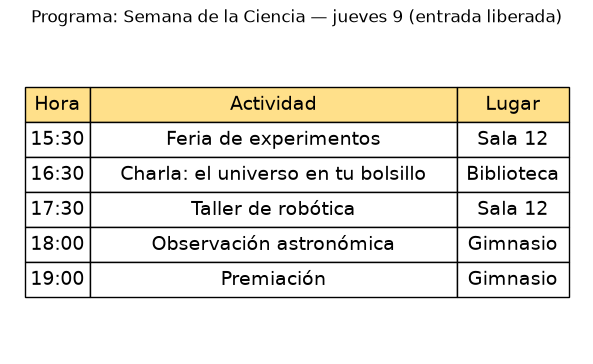 Programa: Semana de la Ciencia — jueves 9 (entrada liberada)
Hora Actividad Lugar
15:30 Feria de experimentos Sala 12
16:30 Charla: el universo en tu bolsillo Biblioteca
17:30 Taller de robótica Sala 12
18:00 Observación astronómica Gimnasio
19:00 Premiación Gimnasio